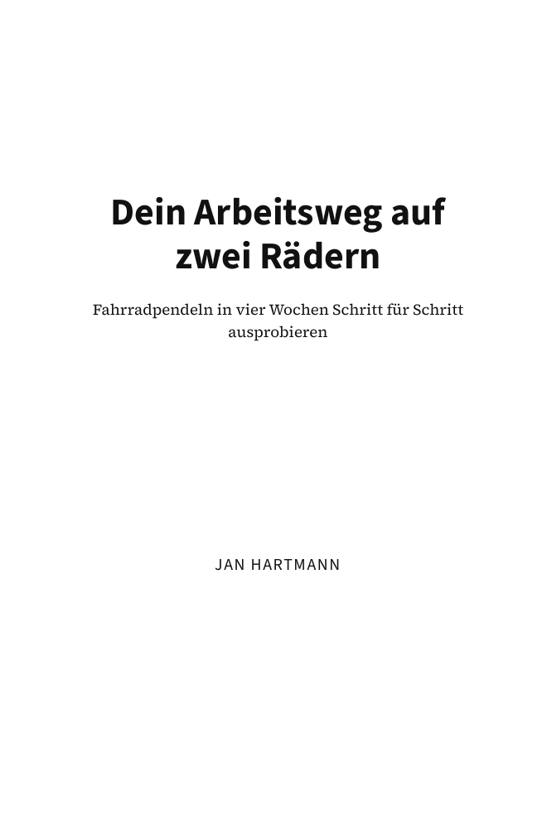 Dein Arbeitsweg auf
zwei Rädern
Fahrradpendeln in vier Wochen Schritt für Schritt
ausprobieren
JAN HARTMANN